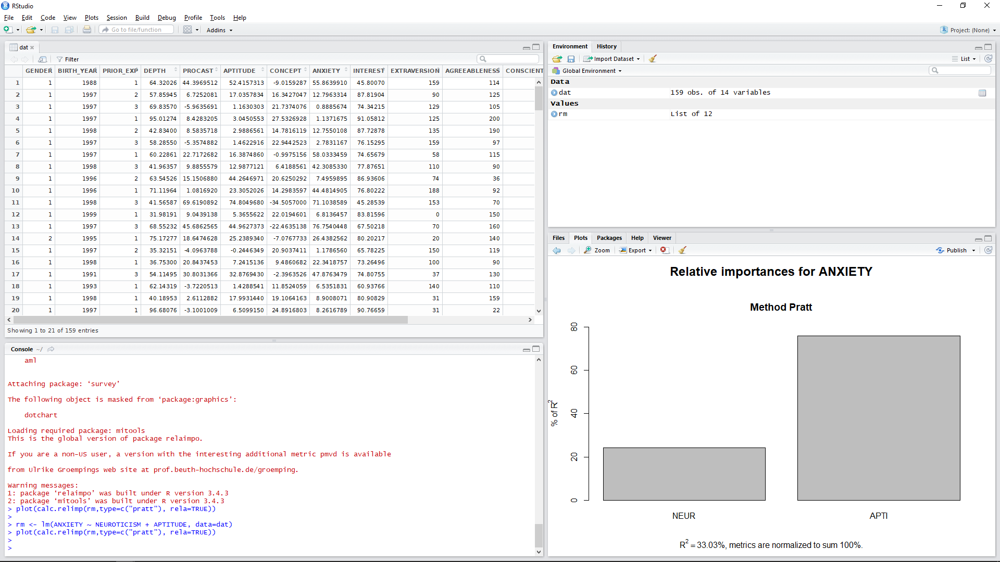 RStudio
File Edit Code View Plots Session Build Debug Profile Tools Help
Go to file/function Addins Project: (None)
dat
Filter
GENDER BIRTH_YEAR PRIOR_EXP DEPTH PROCAST APTITUDE CONCEPT ANXIETY INTEREST EXTRAVERSION AGREEABLENESS CONSCIENT
1 1 1988 1 64.32026 44.3969512 52.4157313 -9.0159287 55.8639910 45.80070 159 114
2 1 1997 2 57.85945 6.7252081 17.0357834 16.3427047 12.7963314 87.81904 90 125
3 1 1997 3 69.83570 -5.9635691 1.1630303 21.7374076 0.8885674 74.34215 129 105
4 1 1997 1 95.01274 8.4283205 3.0450553 27.5326928 1.1371675 91.05812 125 200
5 1 1998 2 42.83400 8.5835718 2.9886561 14.7816119 12.7550108 87.72878 135 190
6 1 1997 3 58.28550 -5.3574882 1.4622916 22.9442523 2.7831167 76.15295 159 97
7 1 1997 1 60.22861 22.7172682 16.3874860 -0.9975156 58.0333459 74.65679 58 115
8 1 1998 3 41.96357 9.8855579 12.9877121 6.4188561 42.3085330 77.87651 110 90
9 1 1996 2 63.54526 15.1506880 44.2646971 20.6250292 7.4959895 86.93606 74 36
10 1 1996 1 71.11964 1.0816920 23.3052026 14.2983597 44.4814905 76.80222 188 92
11 1 1998 3 41.56587 69.6190892 74.8049680 -34.5057000 71.1038589 45.28539 153 70
12 1 1999 1 31.98191 9.0439138 5.3655622 22.0194601 6.8136457 83.81596 0 150
13 1 1997 3 68.55232 45.6862565 44.9627373 -22.4635138 76.7540448 67.50218 70 160
14 2 1995 1 75.17277 18.6474628 25.2389340 -7.0767733 26.4382562 80.20217 20 140
15 1 1997 2 35.32151 -4.0963788 -0.2446349 20.9037411 1.1786560 65.78225 150 119
16 1 1998 1 36.75300 20.8437453 7.2415136 9.4860682 22.3418757 73.26496 100 90
17 1 1991 3 54.11495 30.8031366 32.8769430 -2.3963526 47.8763479 74.80755 37 130
18 1 1993 1 62.14319 -3.7220513 1.4288541 11.8524059 6.5351831 60.93766 140 110
19 1 1998 1 40.18953 2.6112882 17.9931440 19.1064163 8.9008071 80.90829 31 159
20 1 1997 1 96.68076 -3.1001009 6.5099150 24.8916803 8.2616789 90.76659 31 22
Showing 1 to 21 of 159 entries
Console ~/
aml
Attaching package: ‘survey’
The following object is masked from ‘package:graphics’:
dotchart
Loading required package: mitools
This is the global version of package relaimpo.
If you are a non-US user, a version with the interesting additional metric pmvd is available
from Ulrike Groempings web site at prof.beuth-hochschule.de/groemping.
Warning messages:
1: package ‘relaimpo’ was built under R version 3.4.3
2: package ‘mitools’ was built under R version 3.4.3
> plot(calc.relimp(rm,type=c("pratt"), rela=TRUE))
>
> rm <- lm(ANXIETY ~ NEUROTICISM + APTITUDE, data=dat)
> plot(calc.relimp(rm,type=c("pratt"), rela=TRUE))
>
>
Environment History
Import Dataset List
Global Environment
Data
dat 159 obs. of 14 variables
Values
rm List of 12
Files Plots Packages Help Viewer
Zoom Export Publish
Relative importances for ANXIETY
Method Pratt
80
60
40
20
0
% of R²
NEUR APTI
R² = 33.03%, metrics are normalized to sum 100%.